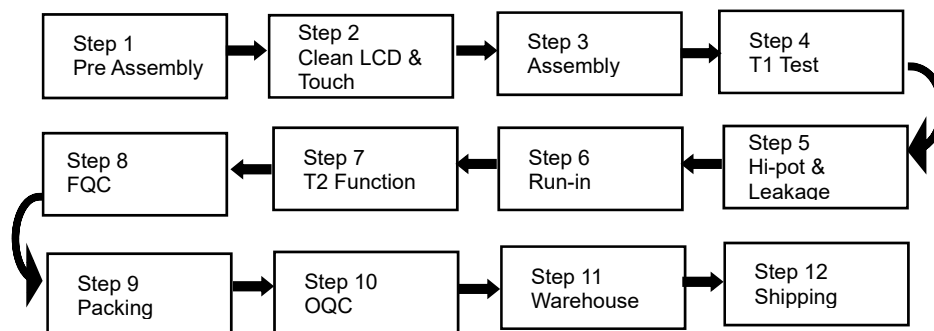 Step 1
Pre Assembly
Step 2
Clean LCD &
Touch
Step 3
Assembly
Step 4
T1 Test
Step 5
Hi-pot &
Leakage
Step 6
Run-in
Step 7
T2 Function
Step 8
FQC
Step 9
Packing
Step 10
OQC
Step 11
Warehouse
Step 12
Shipping